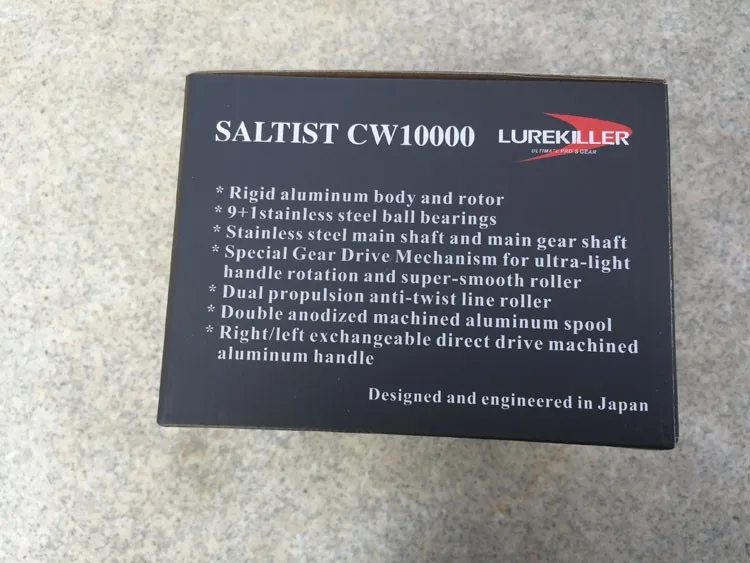 SALTIST CW10000 LUREKILLER
ULTIMATE PRO'S GEAR
* Rigid aluminum body and rotor
* 9+1stainless steel ball bearings
* Stainless steel main shaft and main gear shaft
* Special Gear Drive Mechanism for ultra-light
handle rotation and super-smooth roller
* Dual propulsion anti-twist line roller
* Double anodized machined aluminum spool
* Right/left exchangeable direct drive machined
aluminum handle
Designed and engineered in Japan